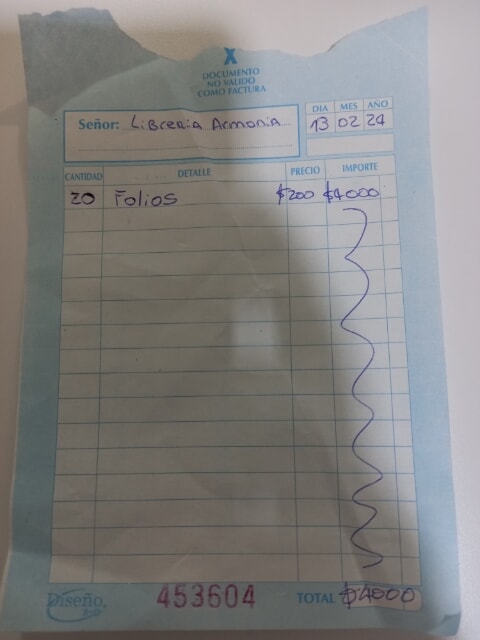 X
DOCUMENTO
NO VALIDO
COMO FACTURA
DIA MES AÑO
Señor: Libreria Armonia 13 02 24
CANTIDAD DETALLE PRECIO IMPORTE
20 Folios $200 $4000
Diseño 453604 TOTAL $4000